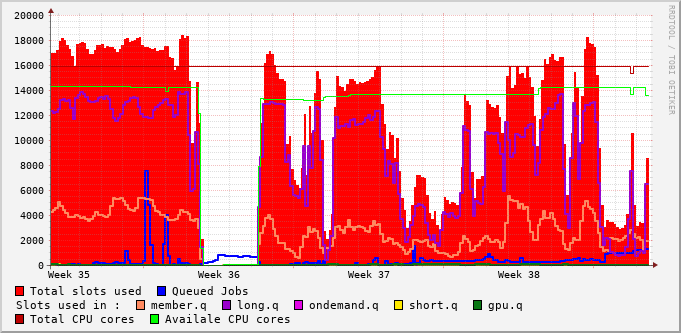 20000
18000
16000
14000
12000
10000
8000
6000
4000
2000
0
Week 35 Week 36 Week 37 Week 38
RRDTOOL / TOBI OETIKER
Total slots used Queued Jobs
Slots used in : member.q long.q ondemand.q short.q gpu.q
Total CPU cores Availale CPU cores